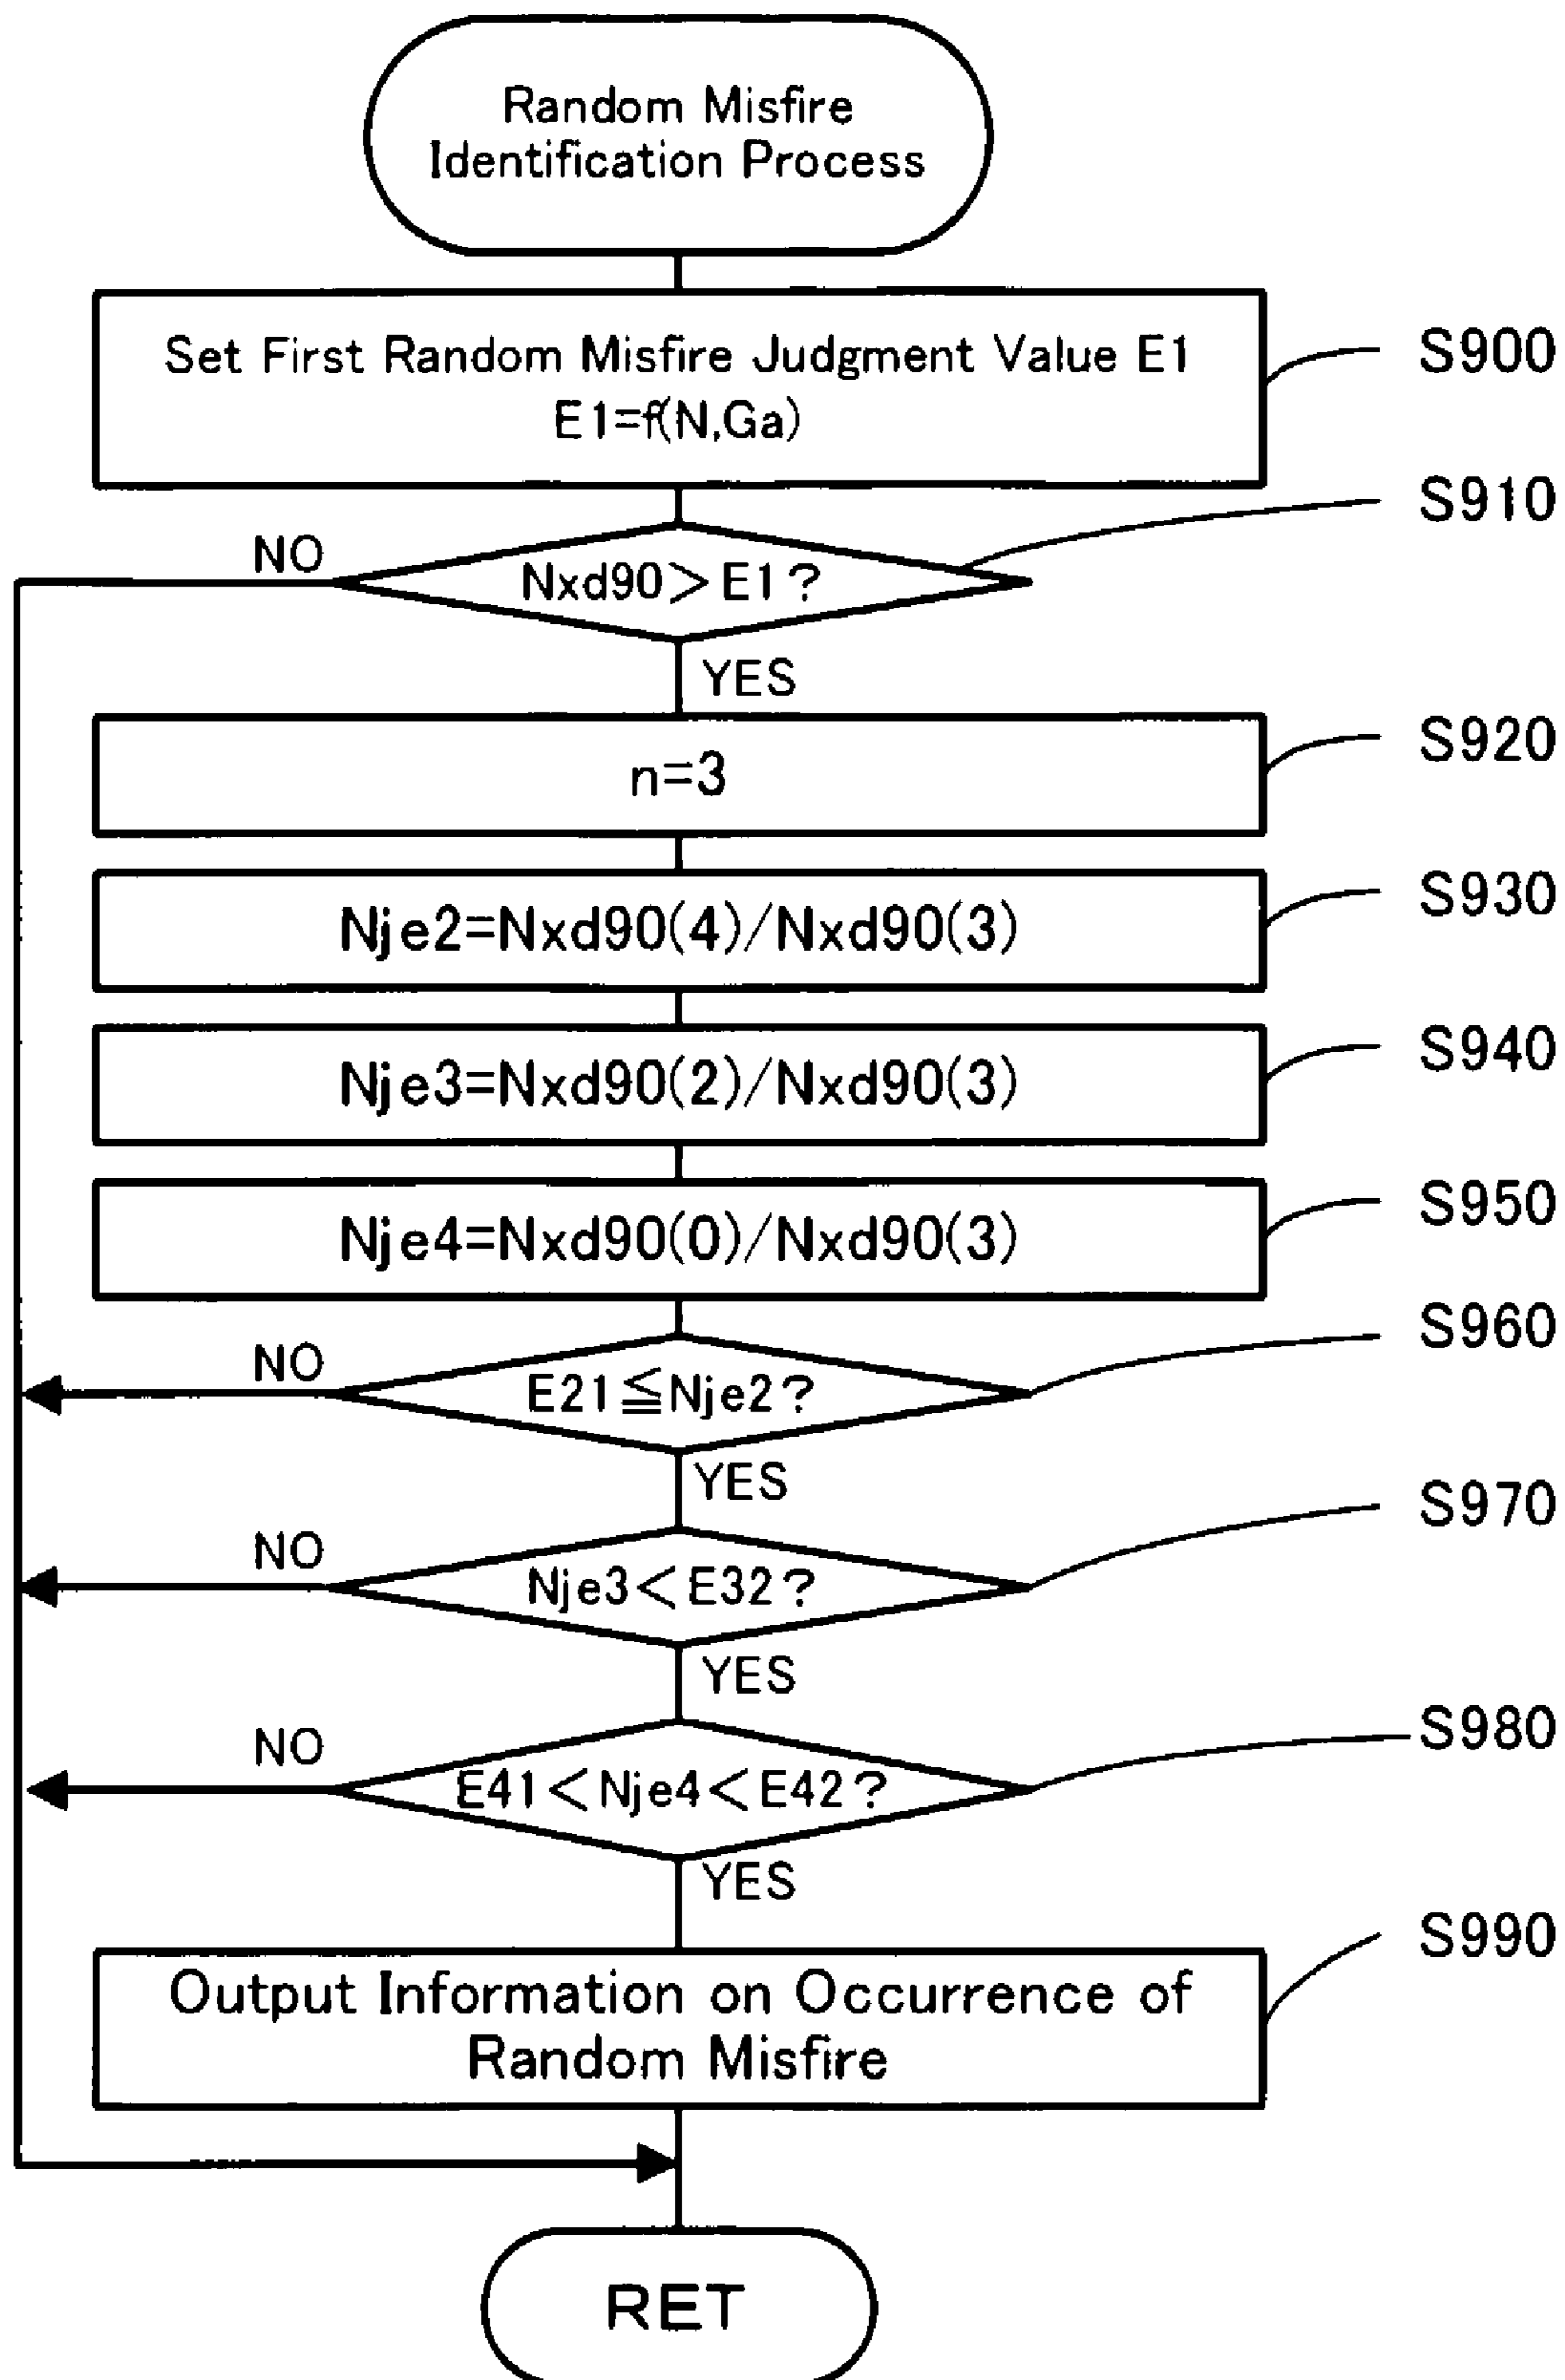 Random Misfire
Identification Process
Set First Random Misfire Judgment Value E1
E1=f(N,Ga)
S900
S910
NO
Nxd90>E1?
YES
n=3
S920
Nje2=Nxd90(4)/Nxd90(3)
S930
Nje3=Nxd90(2)/Nxd90(3)
S940
Nje4=Nxd90(0)/Nxd90(3)
S950
S960
NO
E21≦Nje2?
YES
S970
NO
Nje3<E32?
YES
S980
NO
E41<Nje4<E42?
YES
S990
Output Information on Occurrence of
Random Misfire
RET